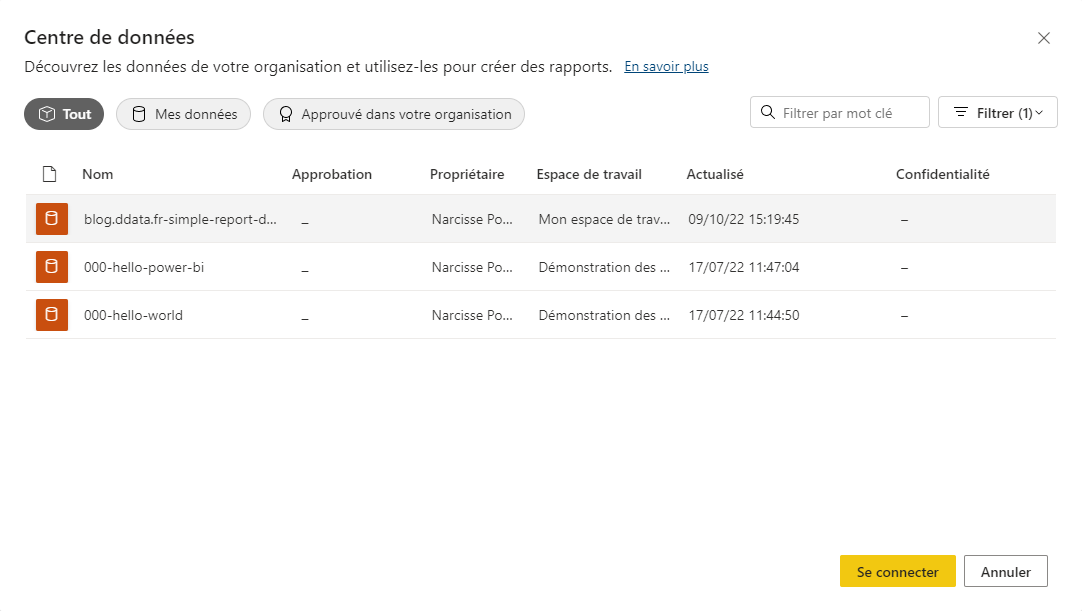 Centre de données
Découvrez les données de votre organisation et utilisez-les pour créer des rapports. En savoir plus
Tout Mes données Approuvé dans votre organisation Filtrer par mot clé Filtrer (1)
Nom Approbation Propriétaire Espace de travail Actualisé Confidentialité
blog.ddata.fr-simple-report-d... – Narcisse Po... Mon espace de trav... 09/10/22 15:19:45 –
000-hello-power-bi – Narcisse Po... Démonstration des ... 17/07/22 11:47:04 –
000-hello-world – Narcisse Po... Démonstration des ... 17/07/22 11:44:50 –
Se connecter Annuler